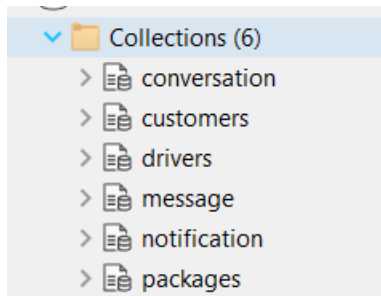 Collections (6)
conversation
customers
drivers
message
notification
packages